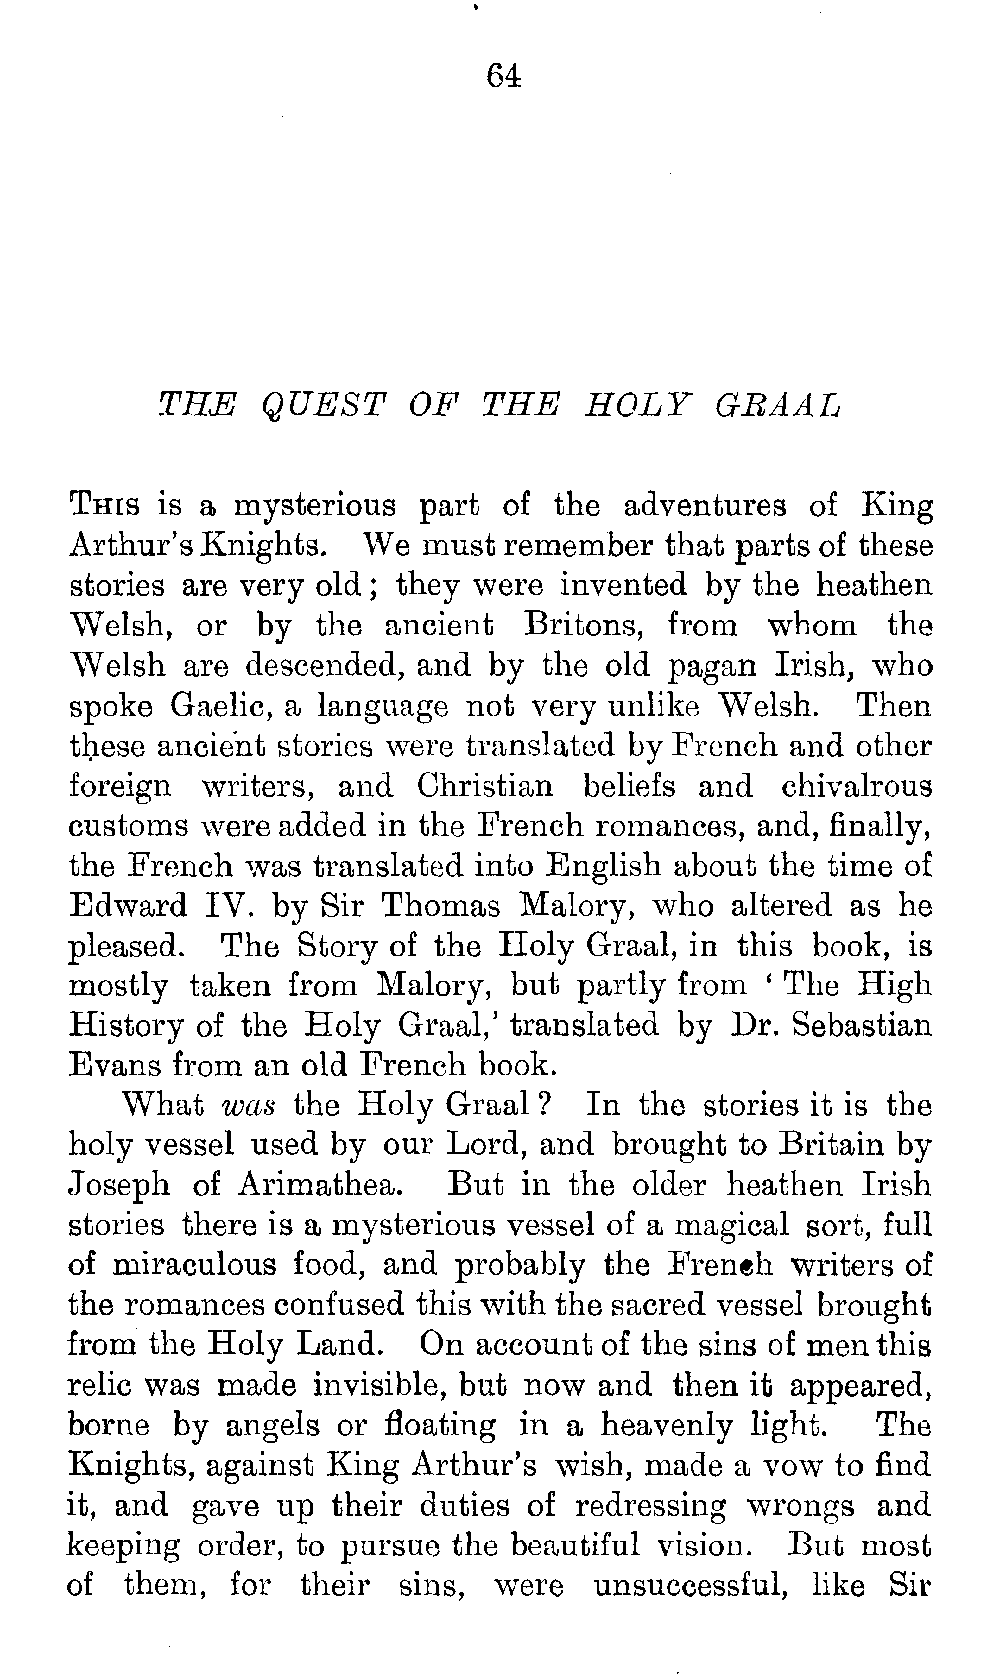 64
THE QUEST OF THE HOLY GRAAL
THIS is a mysterious part of the adventures of King
Arthur's Knights. We must remember that parts of these
stories are very old; they were invented by the heathen
Welsh, or by the ancient Britons, from whom the
Welsh are descended, and by the old pagan Irish, who
spoke Gaelic, a language not very unlike Welsh. Then
these ancient stories were translated by French and other
foreign writers, and Christian beliefs and chivalrous
customs were added in the French romances, and, finally,
the French was translated into English about the time of
Edward IV. by Sir Thomas Malory, who altered as he
pleased. The Story of the Holy Graal, in this book, is
mostly taken from Malory, but partly from ‘The High
History of the Holy Graal,’ translated by Dr. Sebastian
Evans from an old French book.
What was the Holy Graal? In the stories it is the
holy vessel used by our Lord, and brought to Britain by
Joseph of Arimathea. But in the older heathen Irish
stories there is a mysterious vessel of a magical sort, full
of miraculous food, and probably the French writers of
the romances confused this with the sacred vessel brought
from the Holy Land. On account of the sins of men this
relic was made invisible, but now and then it appeared,
borne by angels or floating in a heavenly light. The
Knights, against King Arthur's wish, made a vow to find
it, and gave up their duties of redressing wrongs and
keeping order, to pursue the beautiful vision. But most
of them, for their sins, were unsuccessful, like Sir